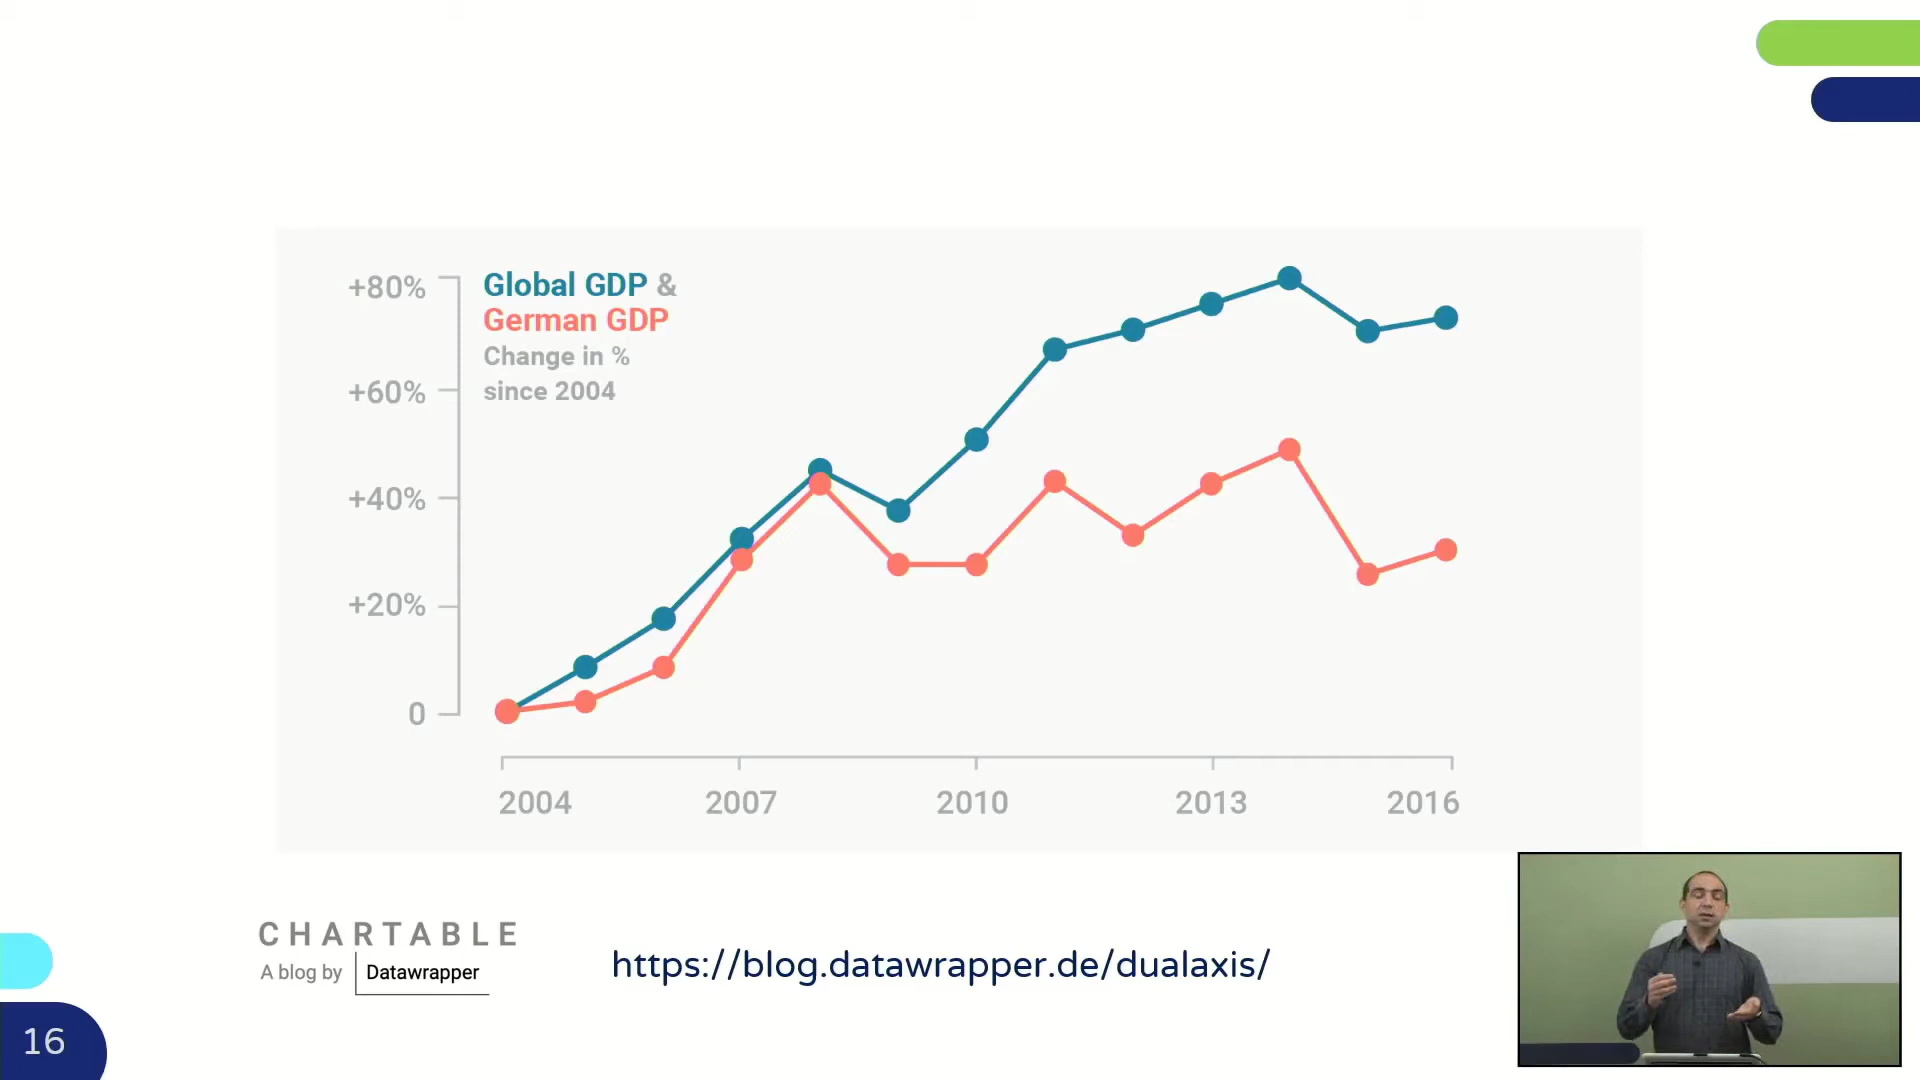 +80%
+60%
+40%
+20%
0
Global GDP &
German GDP
Change in %
since 2004
2004 2007 2010 2013 2016
CHARTABLE
A blog by Datawrapper
https://blog.datawrapper.de/dualaxis/
16